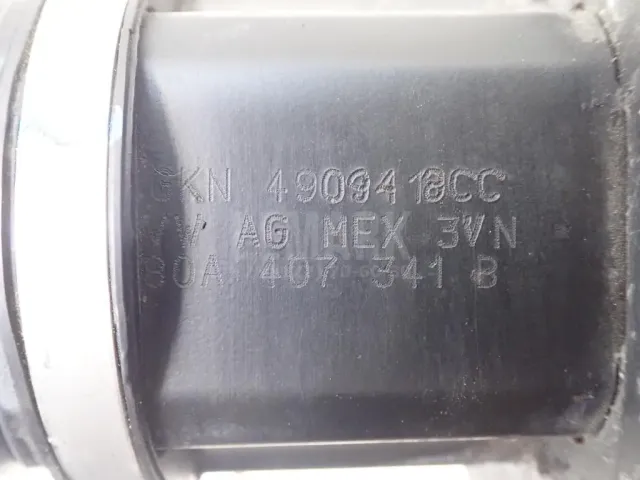 GKN 4909418CC
VW AG MEX 3VN
80A 407 341 B